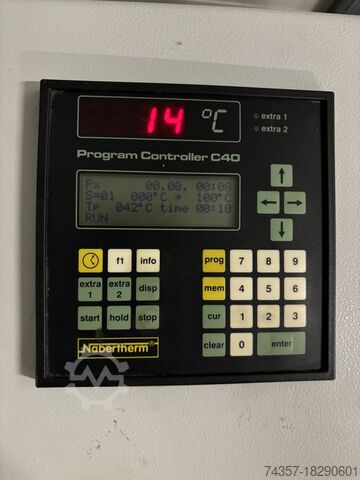 14 °C
extra 1
extra 2
Program Controller C40
Px 00.00. 00:08
S=01 000°C → 100°C
Tp 042°C time 00:18
RUN
f1 info
extra 1 extra 2 disp
start hold stop
Nabertherm®
prog 7 8 9
mem 4 5 6
cur 1 2 3
clear 0 enter
74357-18290601